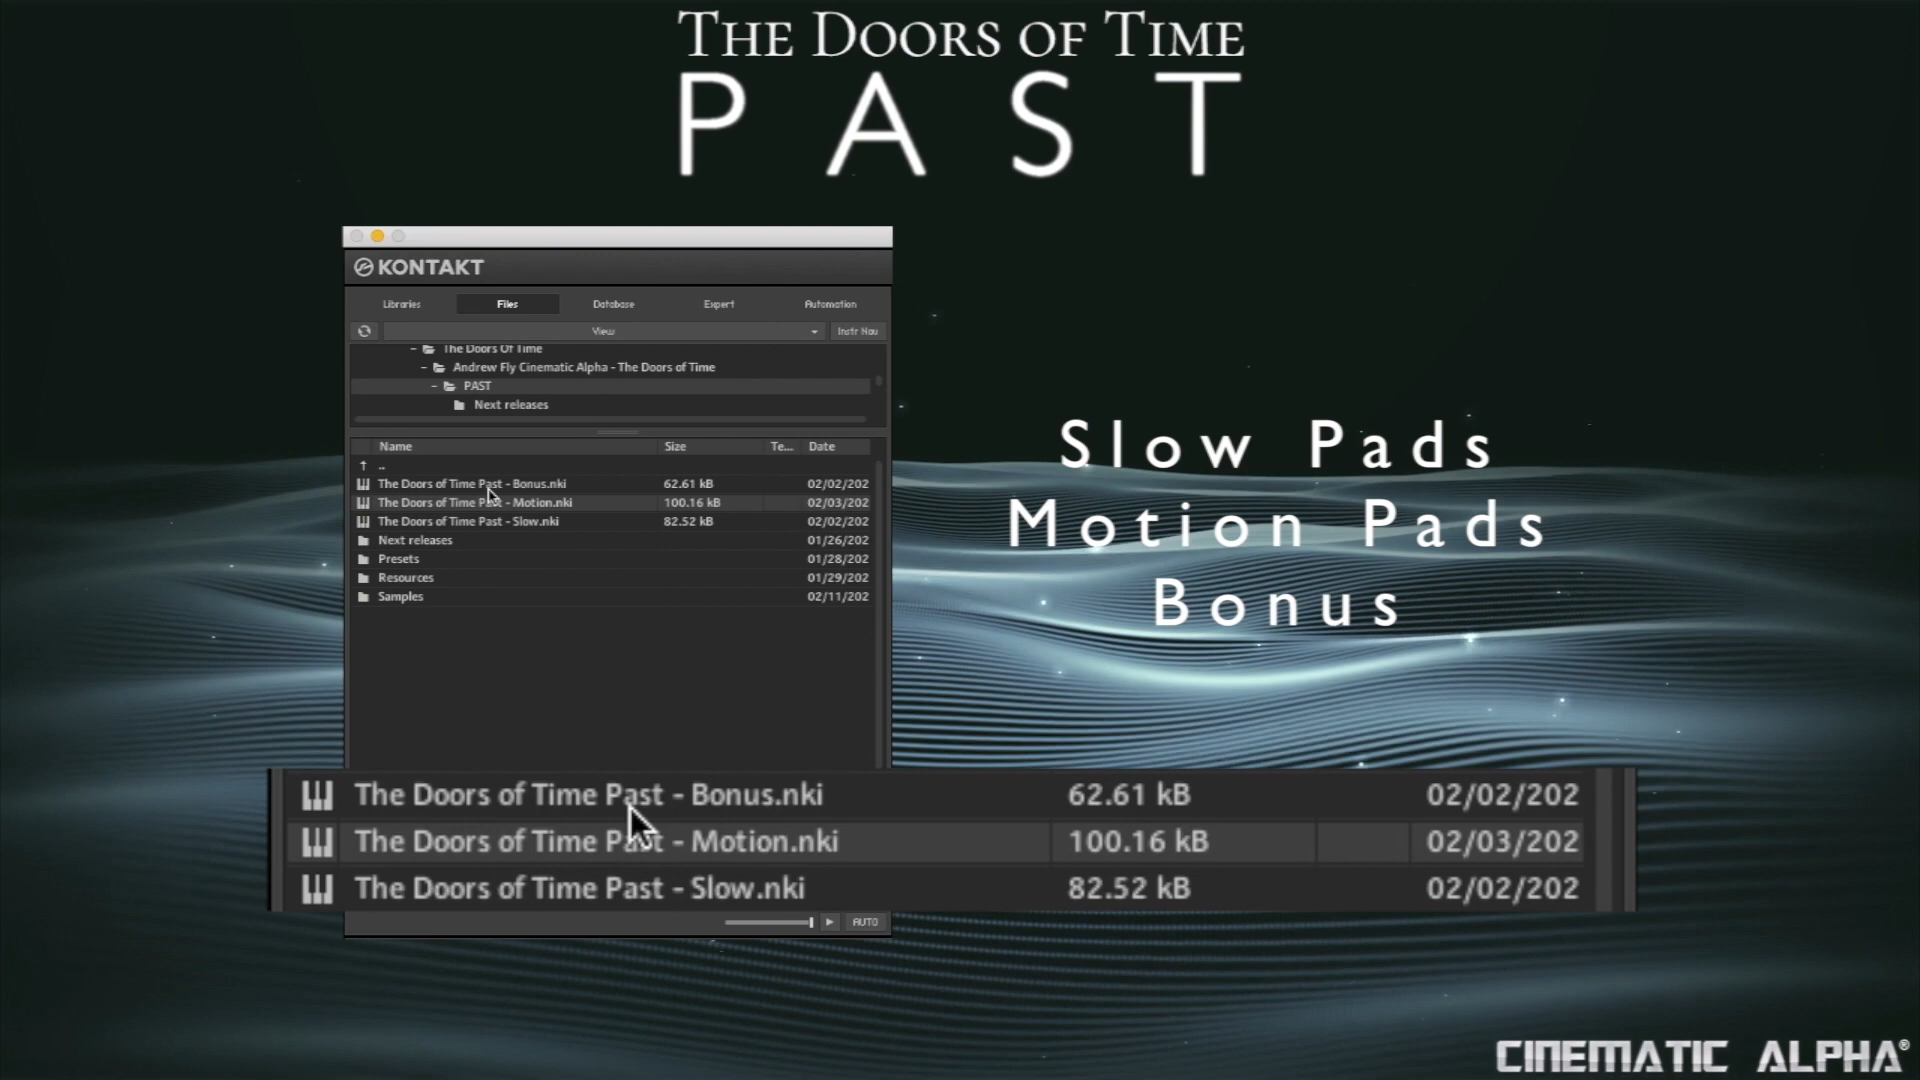 THE DOORS OF TIME
PAST
KONTAKT
Libraries Files Database Expert Automation
View Instr Nav
The Doors Of Time
Andrew Fly Cinematic Alpha - The Doors of Time
PAST
Next releases
Name Size Te... Date
..
The Doors of Time Past - Bonus.nki 62.61 kB 02/02/202
The Doors of Time Past - Motion.nki 100.16 kB 02/03/202
The Doors of Time Past - Slow.nki 82.52 kB 02/02/202
Next releases 01/26/202
Presets 01/28/202
Resources 01/29/202
Samples 02/11/202
Slow Pads
Motion Pads
Bonus
The Doors of Time Past - Bonus.nki 62.61 kB 02/02/202
The Doors of Time Past - Motion.nki 100.16 kB 02/03/202
The Doors of Time Past - Slow.nki 82.52 kB 02/02/202
AUTO
CINEMATIC ALPHA®